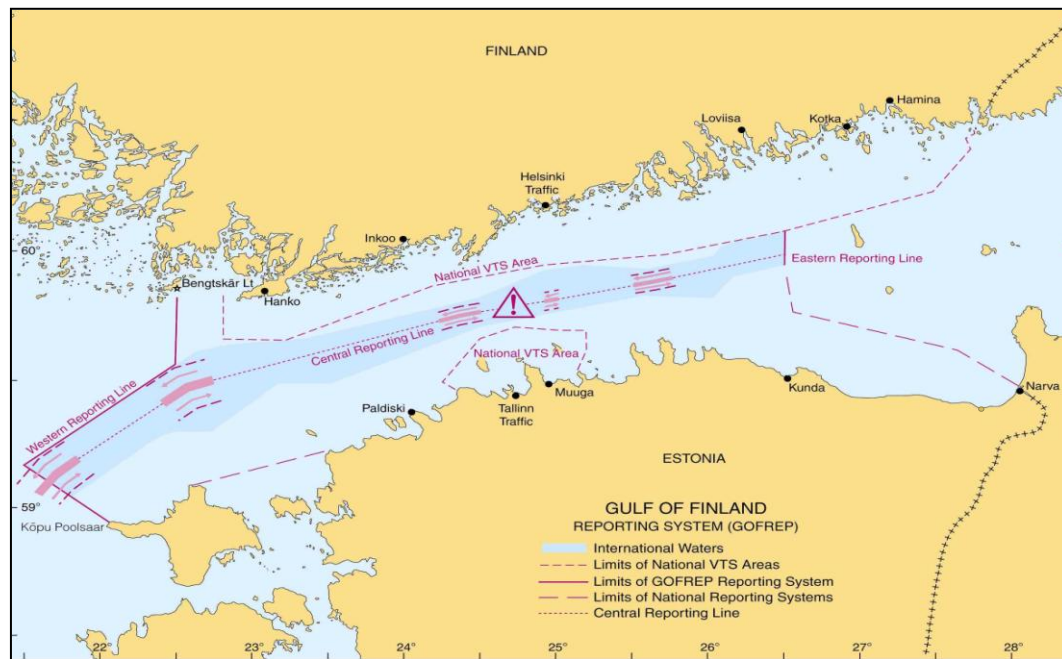 FINLAND
Hamina
Loviisa
Kotka
Helsinki
Traffic
Inkoo
60
National VTS Area
Eastern Reporting Line
Bengtskär Lt
Hanko
Central Reporting Line
!
National VTS Area
Western Reporting Line
Muuga
Kunda
Narva
Paldiski
Tallinn
Traffic
ESTONIA
59°
Kõpu Poolsaar
GULF OF FINLAND
REPORTING SYSTEM (GOFREP)
International Waters
Limits of National VTS Areas
Limits of GOFREP Reporting System
Limits of National Reporting Systems
Central Reporting Line
22° 23° 24° 25° 26° 27° 28°